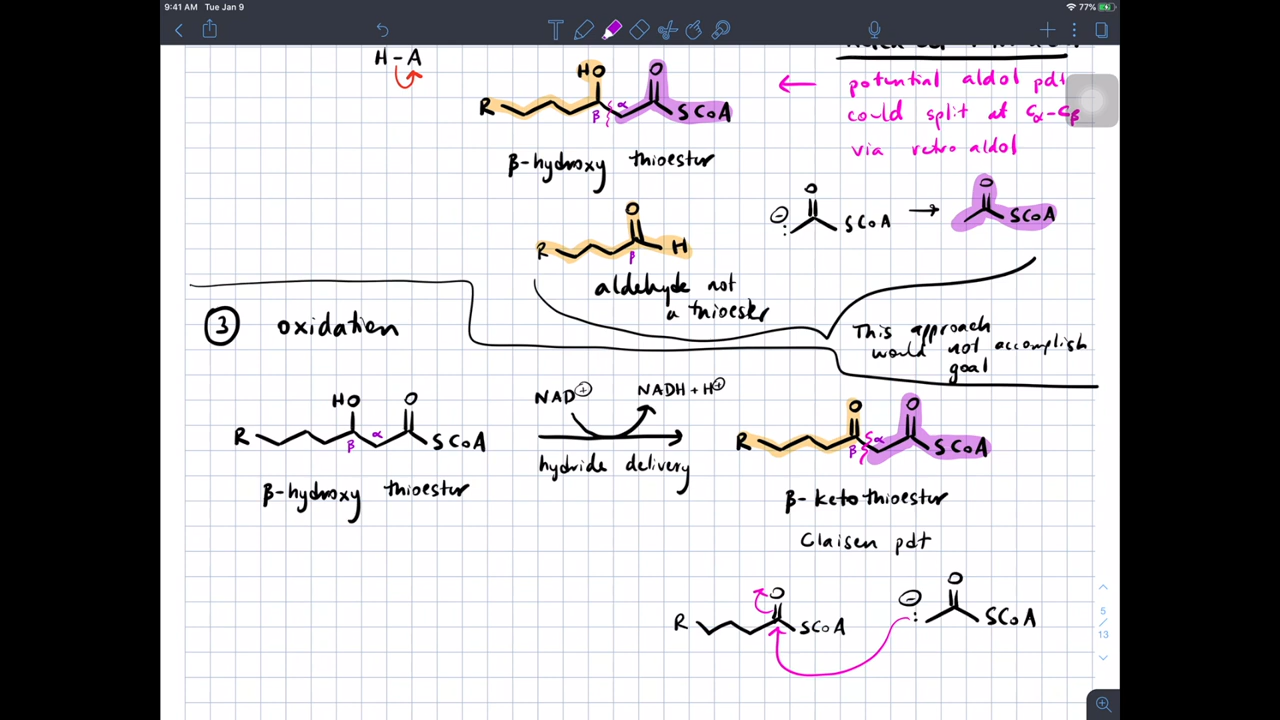 9:41 AM Tue Jan 9
77%
H-A
HO
O
potential aldol pdt
R
β
α
SCoA
could split at Cα-Cβ
via retro aldol
β-hydroxy thioester
O
⊖
:
SCoA
O
SCoA
O
R
β
H
aldehyde not
a thioester
③ oxidation
This approach
would not accomplish
goal
NAD⊕
NADH + H⊕
HO
O
R
β
α
SCoA
hydride delivery
O
O
R
β
α
SCoA
β-hydroxy thioester
β-keto thioester
Claisen pdt
R
O
SCoA
⊖
:
O
SCoA
5
/
13